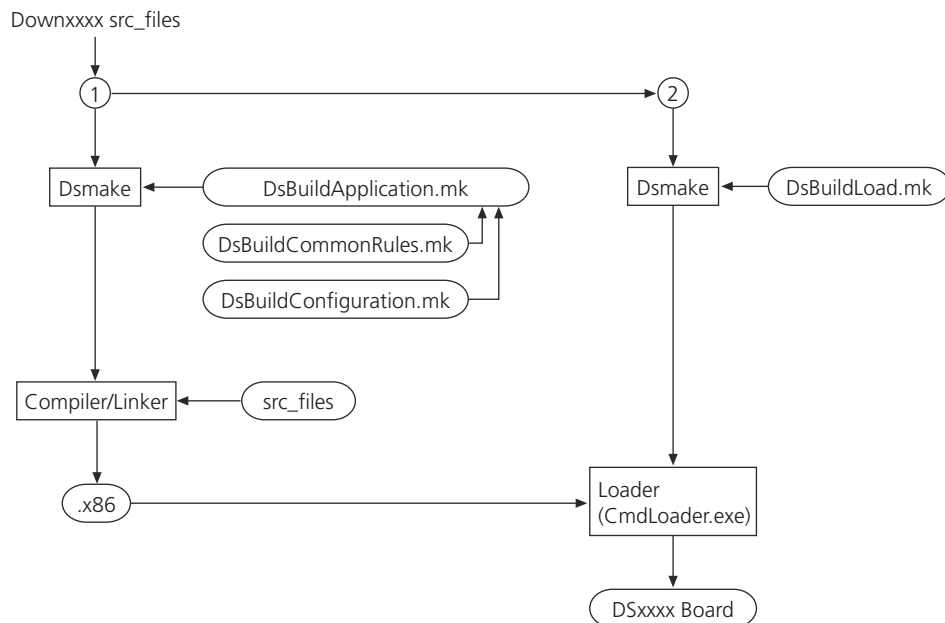 Downxxxx src_files
1
2
Dsmake
DsBuildApplication.mk
Dsmake
DsBuildLoad.mk
DsBuildCommonRules.mk
DsBuildConfiguration.mk
Compiler/Linker
src_files
.x86
Loader
(CmdLoader.exe)
DSxxxx Board